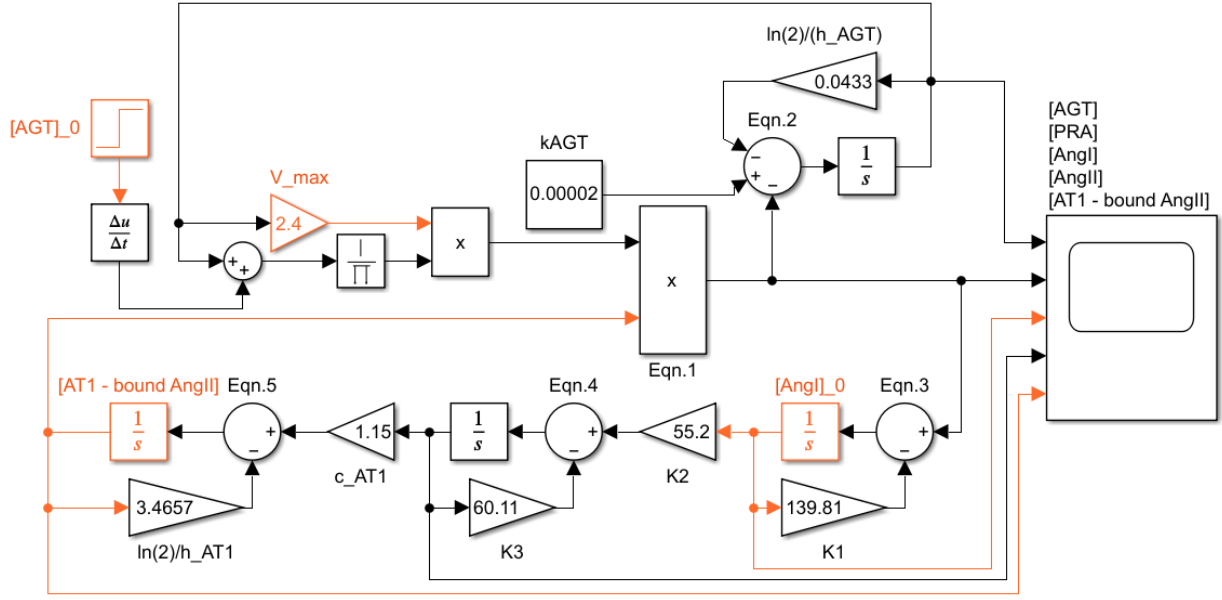 ln(2)/(h_AGT)
0.0433
[AGT]_0
[AGT]
[PRA]
[AngI]
[AngII]
[AT1 - bound AngII]
Eqn.2
kAGT
0.00002
−
+
−
1
s
V_max
2.4
Δu
Δt
+
+
|
∏
x
x
Eqn.1
[AT1 - bound AngII]
Eqn.5
Eqn.4
[AngI]_0
Eqn.3
1
s
+
−
1.15
1
s
+
−
55.2
1
s
+
−
c_AT1
K2
3.4657
60.11
139.81
ln(2)/h_AT1
K3
K1